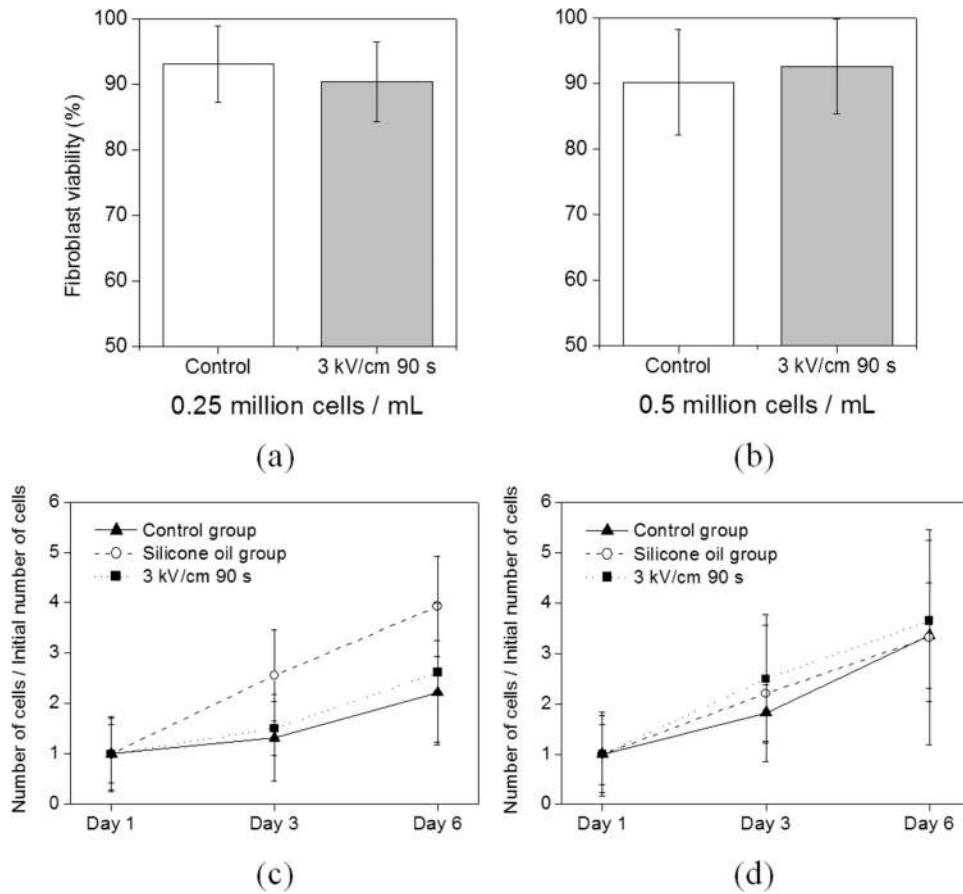 100
90
80
70
60
50
Fibroblast viability (%)
Control
3 kV/cm 90 s
0.25 million cells / mL
(a)
100
90
80
70
60
50
Control
3 kV/cm 90 s
0.5 million cells / mL
(b)
6
5
4
3
2
1
0
Number of cells / Initial number of cells
Control group
Silicone oil group
3 kV/cm 90 s
Day 1
Day 3
Day 6
(c)
6
5
4
3
2
1
0
Number of cells / Initial number of cells
Control group
Silicone oil group
3 kV/cm 90 s
Day 1
Day 3
Day 6
(d)